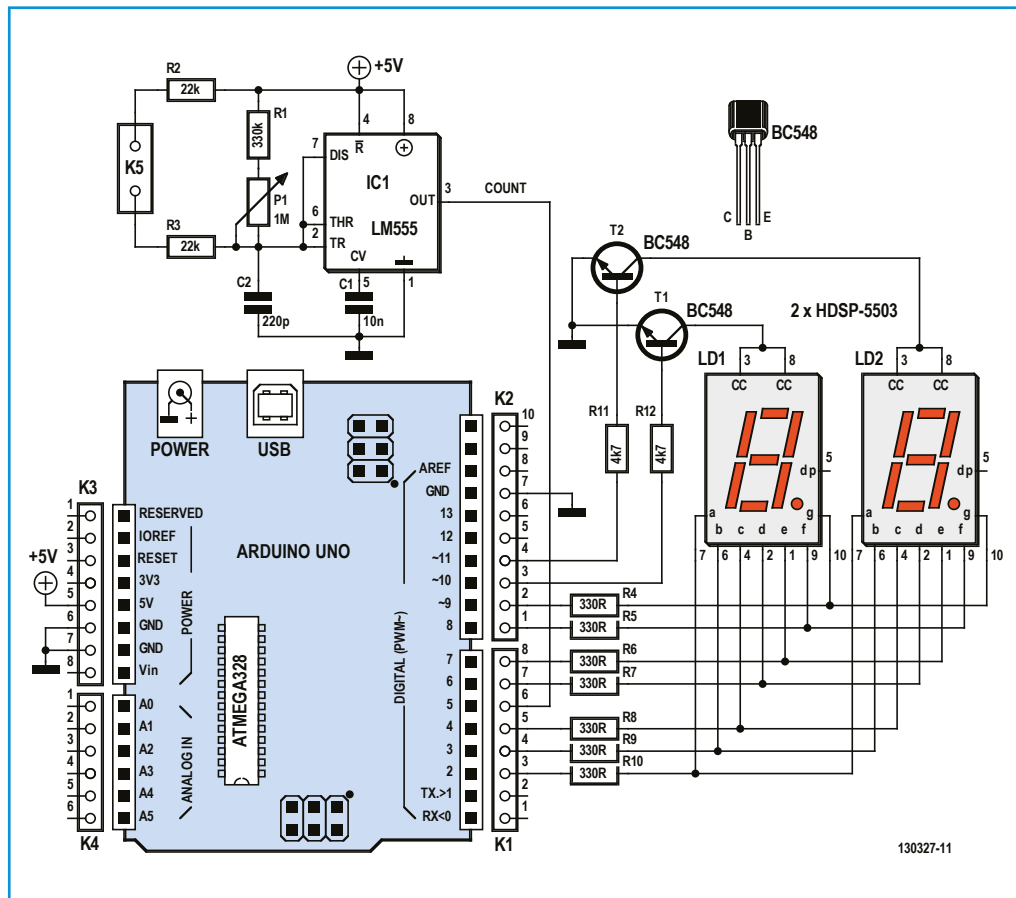 R2
22k
+5V
R1
330k
K5
P1
1M
R3
22k
C2
220p
C1
10n
4
8
7
DIS
R
IC1
OUT
3
COUNT
6
THR
2
TR
LM555
CV
5
1
BC548
C
B
E
T2
BC548
T1
BC548
2 x HDSP-5503
LD1
LD2
3
8
CC
CC
dp
5
a
b
c
d
e
f
g
7
6
4
2
1
9
10
3
8
CC
CC
dp
5
a
b
c
d
e
f
g
7
6
4
2
1
9
10
R11
4k7
R12
4k7
POWER
USB
K2
10
9
8
7
6
5
4
3
2
1
AREF
GND
13
12
~11
~10
~9
8
ARDUINO UNO
DIGITAL (PWM~)
ATMEGA328
K3
+5V
1
2
3
4
5
6
7
8
RESERVED
IOREF
RESET
3V3
5V
GND
GND
Vin
POWER
1
2
3
4
5
6
A0
A1
A2
A3
A4
A5
ANALOG IN
K4
7
6
5
4
3
2
TX.>1
RX<0
8
7
6
5
4
3
2
1
K1
330R
R4
330R
R5
330R
R6
330R
R7
330R
R8
330R
R9
330R
R10
130327-11